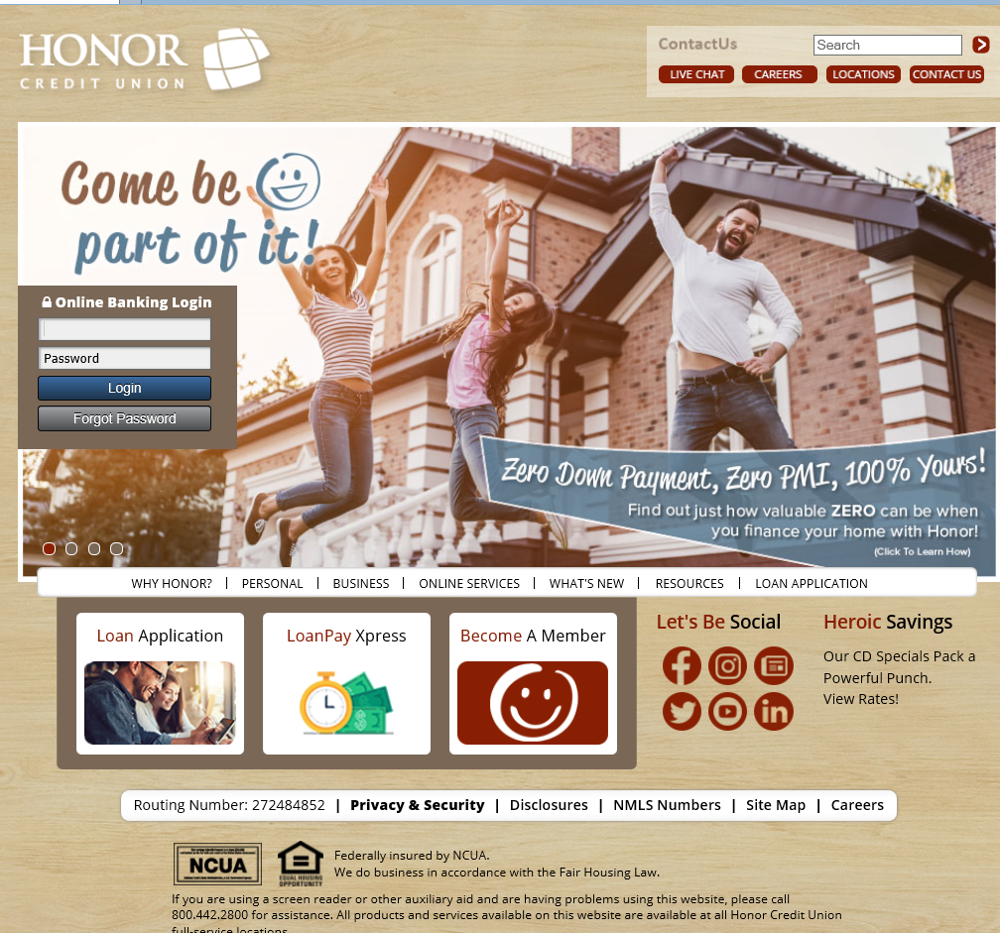 HONOR
CREDIT UNION
ContactUs
Search
LIVE CHAT
CAREERS
LOCATIONS
CONTACT US
Come be
part of it!
Online Banking Login
Password
Login
Forgot Password
Zero Down Payment, Zero PMI, 100% Yours!
Find out just how valuable ZERO can be when
you finance your home with Honor!
(Click To Learn How)
WHY HONOR? | PERSONAL | BUSINESS | ONLINE SERVICES | WHAT'S NEW | RESOURCES | LOAN APPLICATION
Loan Application
LoanPay Xpress
Become A Member
Let's Be Social
Heroic Savings
Our CD Specials Pack a
Powerful Punch.
View Rates!
Routing Number: 272484852 | Privacy & Security | Disclosures | NMLS Numbers | Site Map | Careers
NCUA
EQUAL HOUSING
OPPORTUNITY
Federally insured by NCUA.
We do business in accordance with the Fair Housing Law.
If you are using a screen reader or other auxiliary aid and are having problems using this website, please call
800.442.2800 for assistance. All products and services available on this website are available at all Honor Credit Union
full-service locations